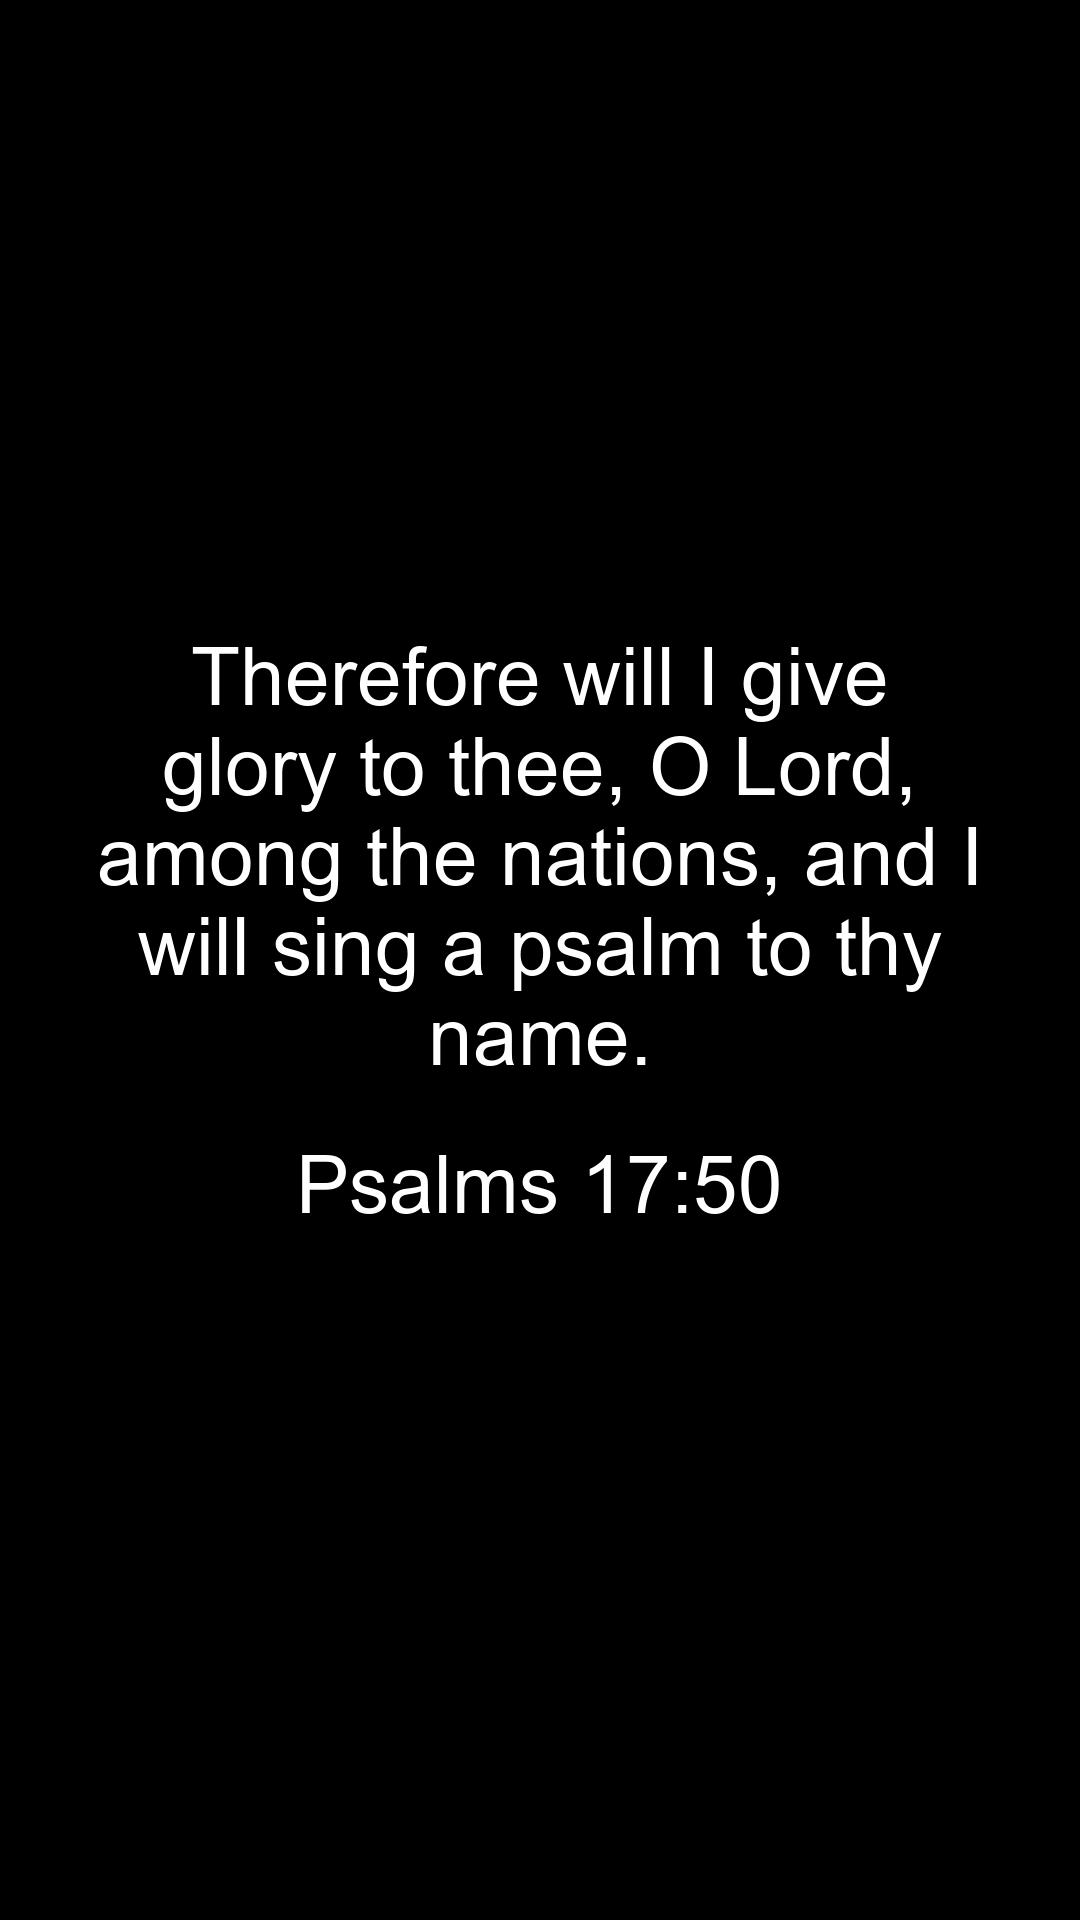 Therefore will I give
glory to thee, O Lord,
among the nations, and I
will sing a psalm to thy
name.
Psalms 17:50